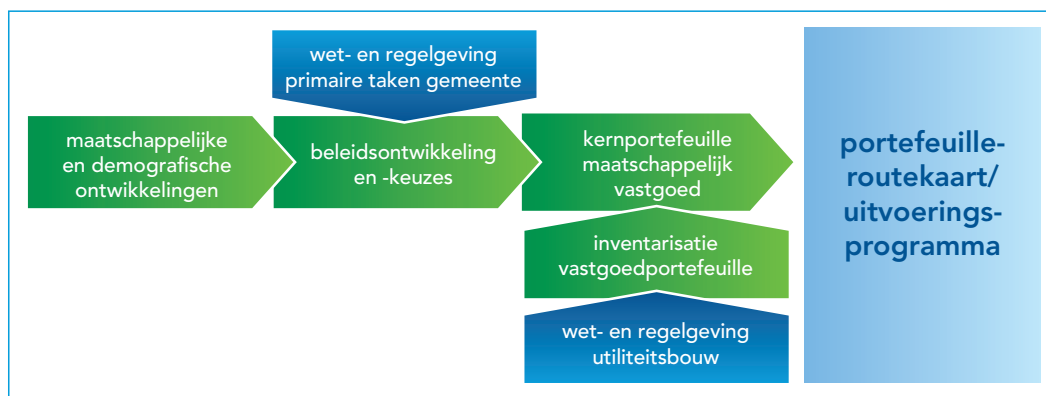 wet- en regelgeving
primaire taken gemeente
maatschappelijke
en demografische
ontwikkelingen
beleidsontwikkeling
en -keuzes
kernportefeuille
maatschappelijk
vastgoed
inventarisatie
vastgoedportefeuille
wet- en regelgeving
utiliteitsbouw
portefeuille-
routekaart/
uitvoerings-
programma